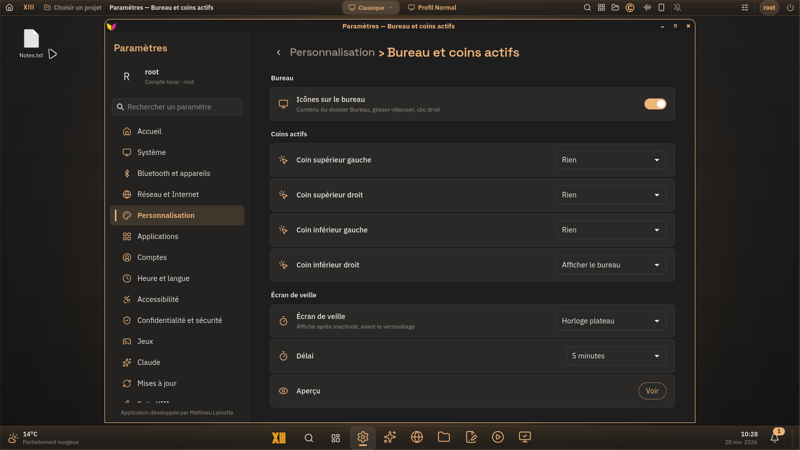 XIII
Choisir un projet
Paramètres — Bureau et coins actifs
Classique
Profil Normal
root
Notes.txt
Paramètres — Bureau et coins actifs
Paramètres
R
root
Compte local · root
Rechercher un paramètre
Accueil
Système
Bluetooth et appareils
Réseau et Internet
Personnalisation
Applications
Comptes
Heure et langue
Accessibilité
Confidentialité et sécurité
Jeux
Claude
Mises à jour
Application développée par Matthieu Lamotte
Personnalisation > Bureau et coins actifs
Bureau
Icônes sur le bureau
Contenu du dossier Bureau, glisser-déposer, clic droit
Coins actifs
Coin supérieur gauche
Rien
Coin supérieur droit
Rien
Coin inférieur gauche
Rien
Coin inférieur droit
Afficher le bureau
Écran de veille
Écran de veille
Affiché après inactivité, avant le verrouillage
Horloge plateau
Délai
5 minutes
Aperçu
Voir
14°C
Partiellement nuageux
XIII
10:28
28 nov. 2026
1